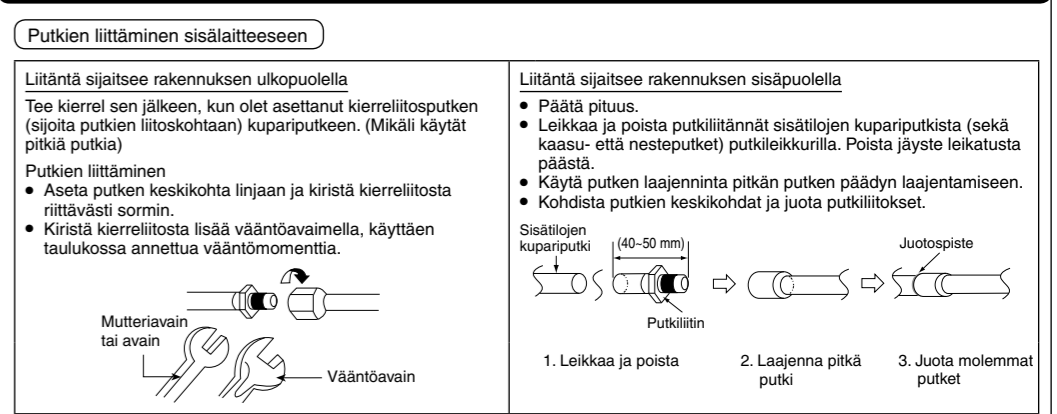 Putkien liittäminen sisälaitteeseen
Liitäntä sijaitsee rakennuksen ulkopuolella
Tee kierrel sen jälkeen, kun olet asettanut kierreliitosputken
(sijoita putkien liitoskohtaan) kupariputkeen. (Mikäli käytät
pitkiä putkia)
Putkien liittäminen
● Aseta putken keskikohta linjaan ja kiristä kierreliitosta
riittävästi sormin.
● Kiristä kierreliitosta lisää vääntöavaimella, käyttäen
taulukossa annettua vääntömomenttia.
Mutteriavain
tai avain
Vääntöavain
Liitäntä sijaitsee rakennuksen sisäpuolella
● Päätä pituus.
● Leikkaa ja poista putkiliitännät sisätilojen kupariputkista (sekä
kaasu- että nesteputket) putkileikkurilla. Poista jäyste leikatusta
päästä.
● Käytä putken laajenninta pitkän putken päädyn laajentamiseen.
● Kohdista putkien keskikohdat ja juota putkiliitokset.
Sisätilojen
kupariputki
(40~50 mm)
Juotospiste
Putkiliitin
1. Leikkaa ja poista
2. Laajenna pitkä
putki
3. Juota molemmat
putket